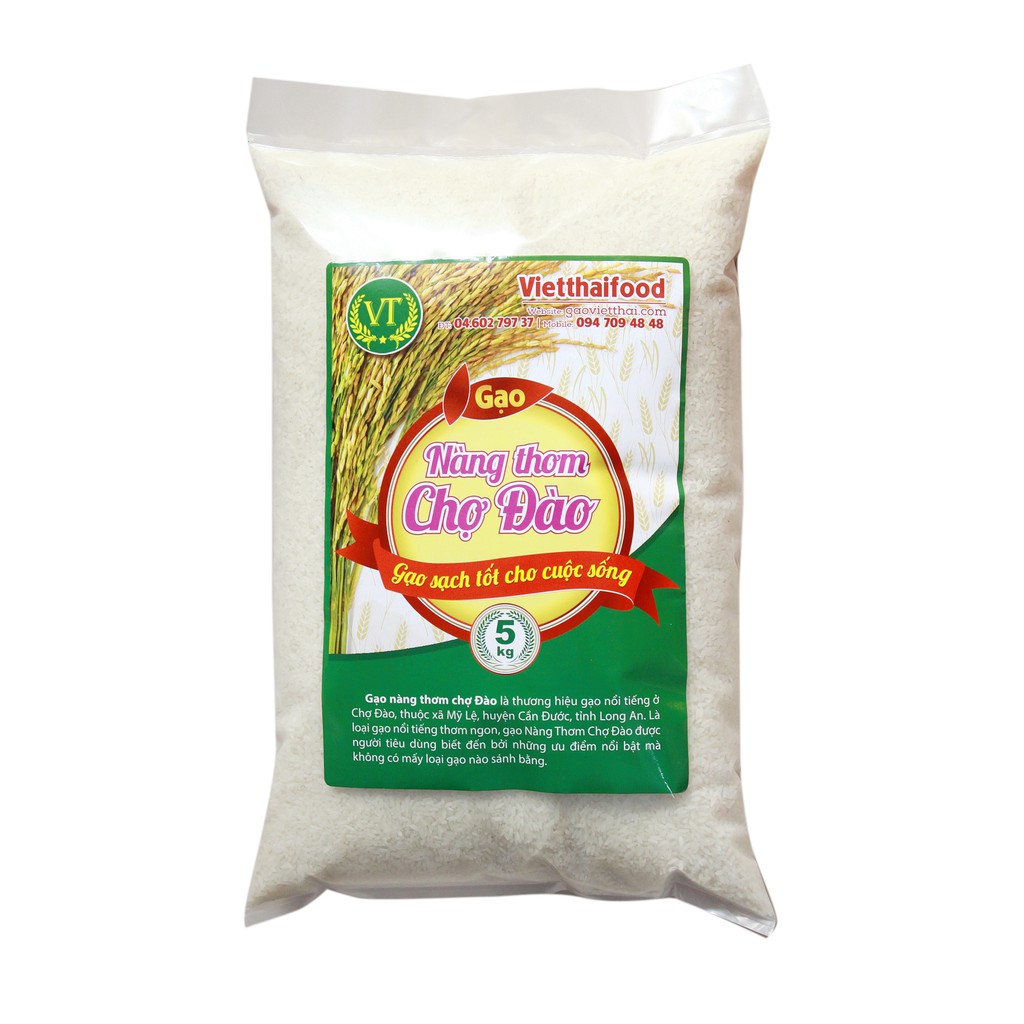 VT
Vietthaifood
Website: gaovietthai.com
ĐT: 04.602 797 37 | Mobile: 094 709 48 48
Gạo
Nàng thơm
Chợ Đào
Gạo sạch tốt cho cuộc sống
5
kg
Gạo nàng thơm chợ Đào là thương hiệu gạo nổi tiếng ở
Chợ Đào, thuộc xã Mỹ Lệ, huyện Cần Đước, tỉnh Long An. Là
loại gạo nổi tiếng thơm ngon, gạo Nàng Thơm Chợ Đào được
người tiêu dùng biết đến bởi những ưu điểm nổi bật mà
không có mấy loại gạo nào sánh bằng.